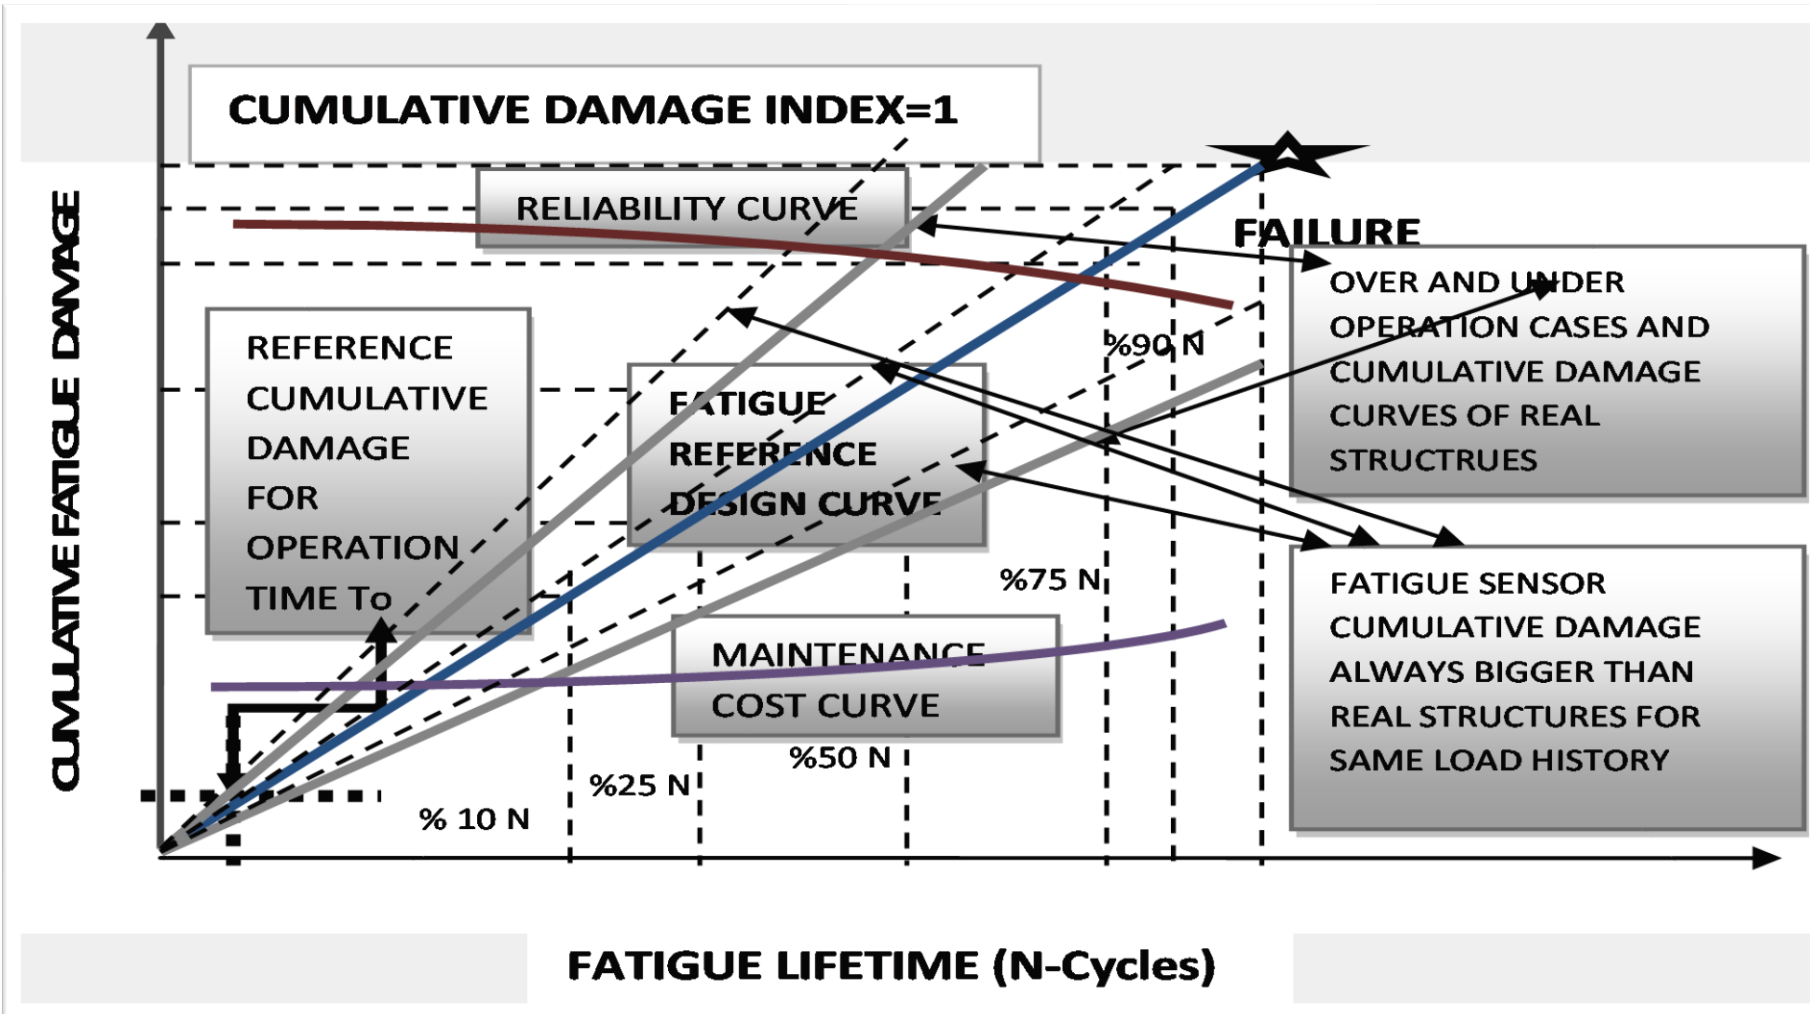 CUMULATIVE DAMAGE INDEX=1
RELIABILITY CURVE
FAILURE
CUMULATIVE FATIGUE DAMAGE
REFERENCE
CUMULATIVE
DAMAGE
FOR
OPERATION
TIME To
FATIGUE
REFERENCE
DESIGN CURVE
%90 N
OVER AND UNDER
OPERATION CASES AND
CUMULATIVE DAMAGE
CURVES OF REAL
STRUCTRUES
%75 N
FATIGUE SENSOR
CUMULATIVE DAMAGE
ALWAYS BIGGER THAN
REAL STRUCTURES FOR
SAME LOAD HISTORY
MAINTENANCE
COST CURVE
%50 N
%25 N
% 10 N
FATIGUE LIFETIME (N-Cycles)